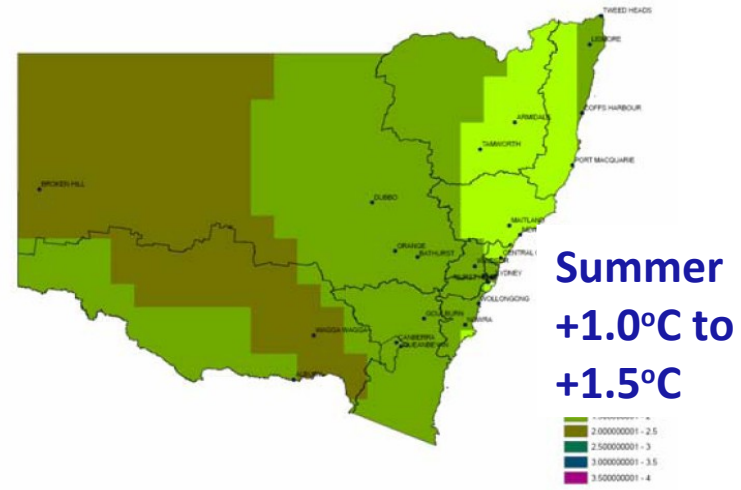 TWEED HEADS
LISMORE
COFFS HARBOUR
ARMIDALE
TAMWORTH
PORT MACQUARIE
BROKEN HILL
DUBBO
MAITLAND
ORANGE
BATHURST
CENTRAL
SYDNEY
WOLLONGONG
GOULBURN
NOWRA
WAGGA WAGGA
CANBERRA
QUEANBEYAN
Summer
+1.0°C to
+1.5°C
2.000000001 - 2.5
2.500000001 - 3
3.000000001 - 3.5
3.500000001 - 4